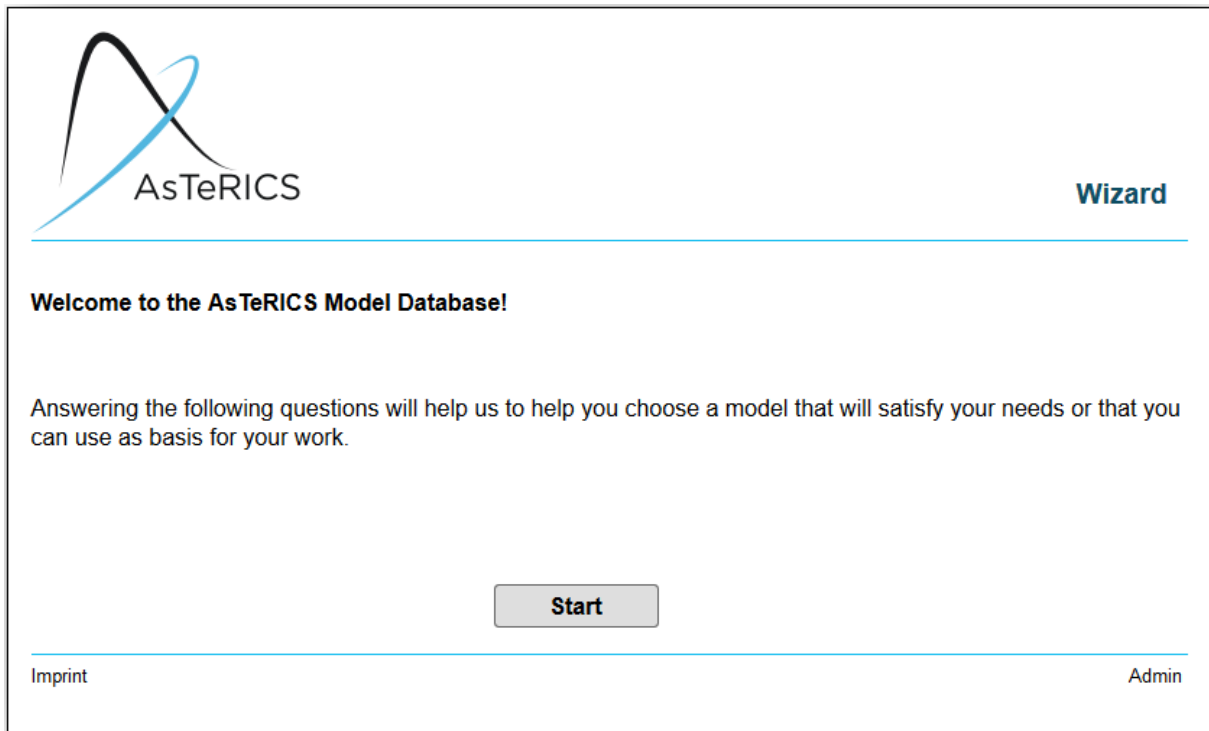 AsTeRICS
Wizard
Welcome to the AsTeRICS Model Database!
Answering the following questions will help us to help you choose a model that will satisfy your needs or that you
can use as basis for your work.
Start
Imprint
Admin